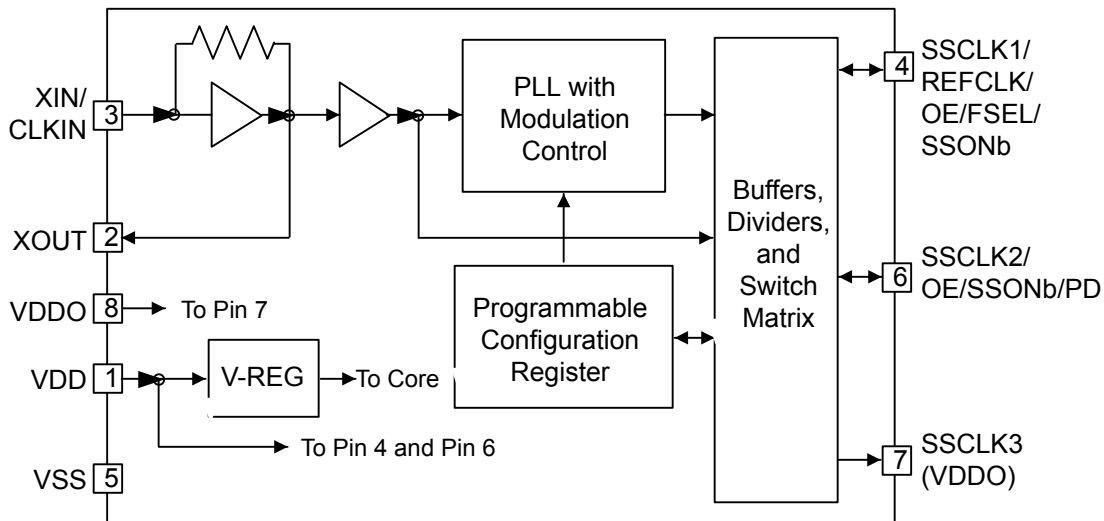 XIN/
CLKIN
3
XOUT
2
VDDO
8
To Pin 7
VDD
1
V-REG
To Core
To Pin 4 and Pin 6
VSS
5
PLL with
Modulation
Control
Programmable
Configuration
Register
Buffers,
Dividers,
and
Switch
Matrix
4
SSCLK1/
REFCLK/
OE/FSEL/
SSONb
6
SSCLK2/
OE/SSONb/PD
7
SSCLK3
(VDDO)